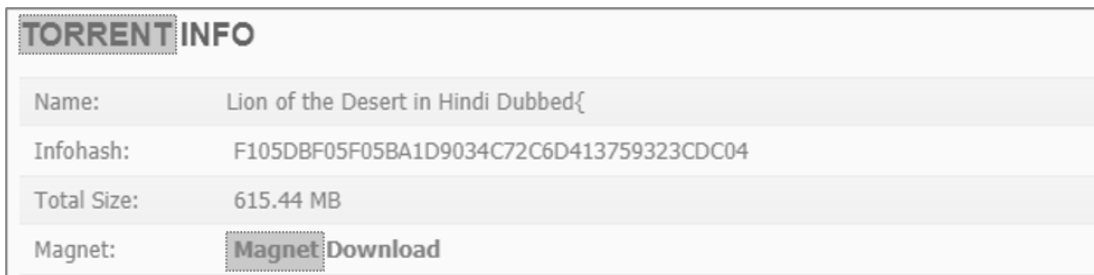 TORRENT INFO
Name: Lion of the Desert in Hindi Dubbed{
Infohash: F105DBF05F05BA1D9034C72C6D413759323CDC04
Total Size: 615.44 MB
Magnet: Magnet Download